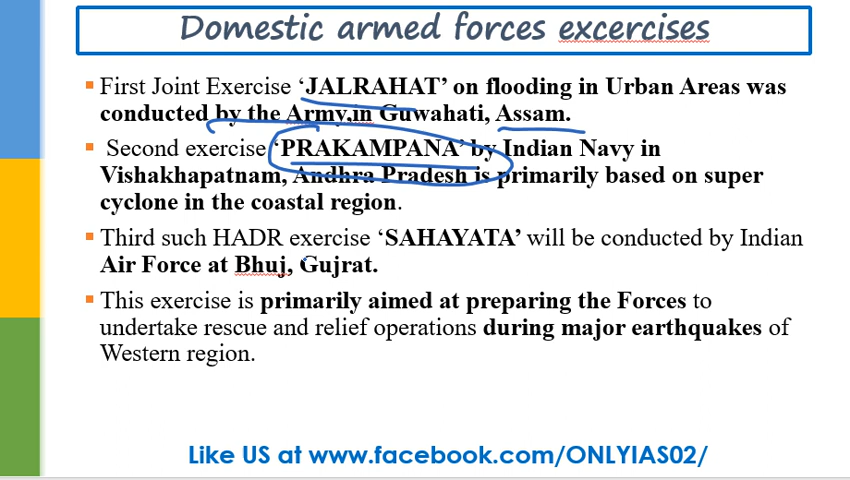 Domestic armed forces excercises
First Joint Exercise ‘JALRAHAT’ on flooding in Urban Areas was
conducted by the Army,in Guwahati, Assam.
Second exercise ‘PRAKAMPANA’ by Indian Navy in
Vishakhapatnam, Andhra Pradesh is primarily based on super
cyclone in the coastal region.
Third such HADR exercise ‘SAHAYATA’ will be conducted by Indian
Air Force at Bhuj, Gujrat.
This exercise is primarily aimed at preparing the Forces to
undertake rescue and relief operations during major earthquakes of
Western region.
Like US at www.facebook.com/ONLYIAS02/